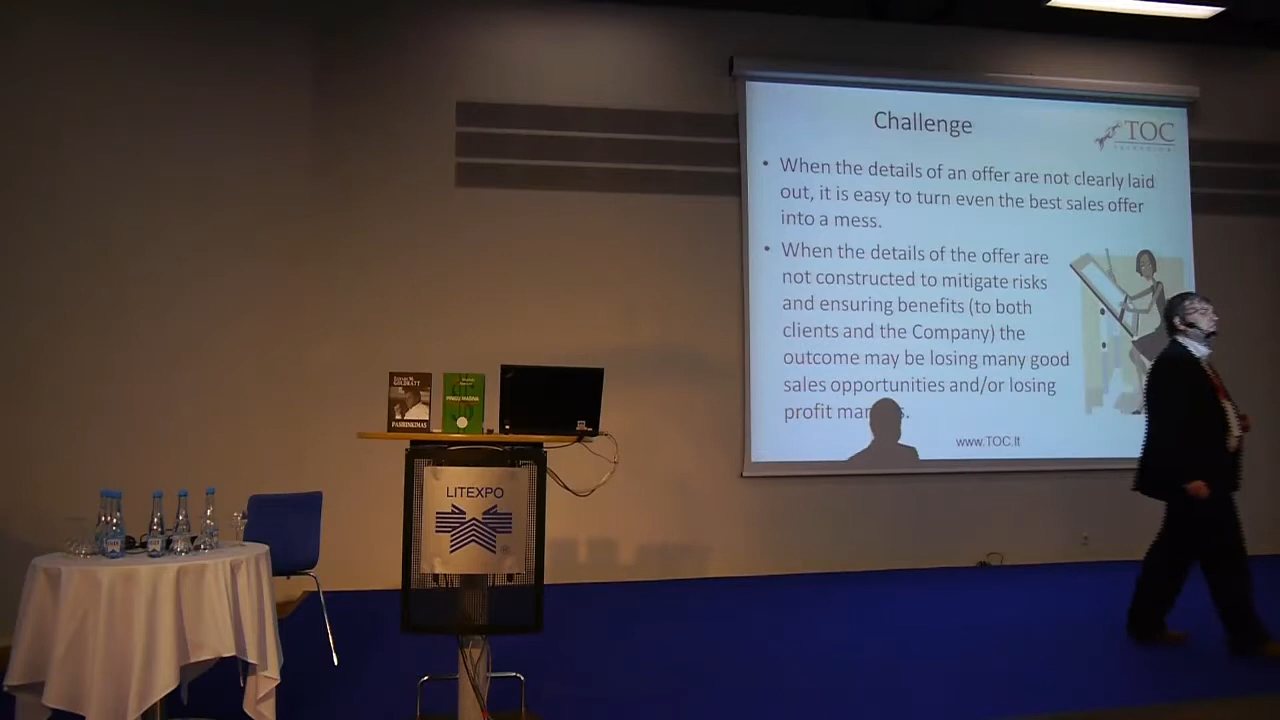 Challenge
TOC
• When the details of an offer are not clearly laid
out, it is easy to turn even the best sales offer
into a mess.
• When the details of the offer are
not constructed to mitigate risks
and ensuring benefits (to both
clients and the Company) the
outcome may be losing many good
sales opportunities and/or losing
profit
www.TOC.lt
GOLDRATT
PASIRINKIMAS
PINIGŲ MAŠINA
LITEXPO
®